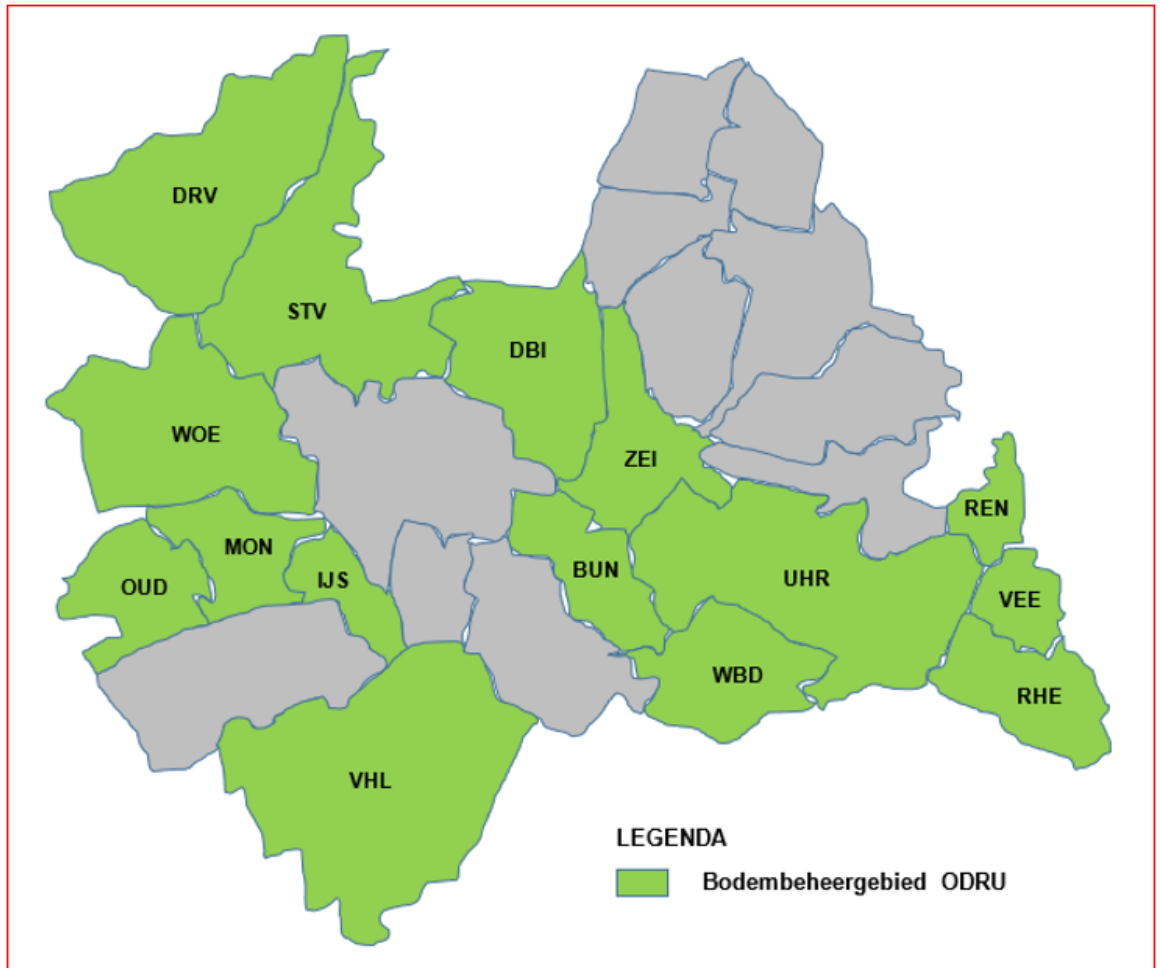 DRV
STV
DBI
WOE
ZEI
REN
MON
BUN
UHR
OUD
IJS
VEE
WBD
RHE
VHL
LEGENDA
Bodembeheergebied ODRU